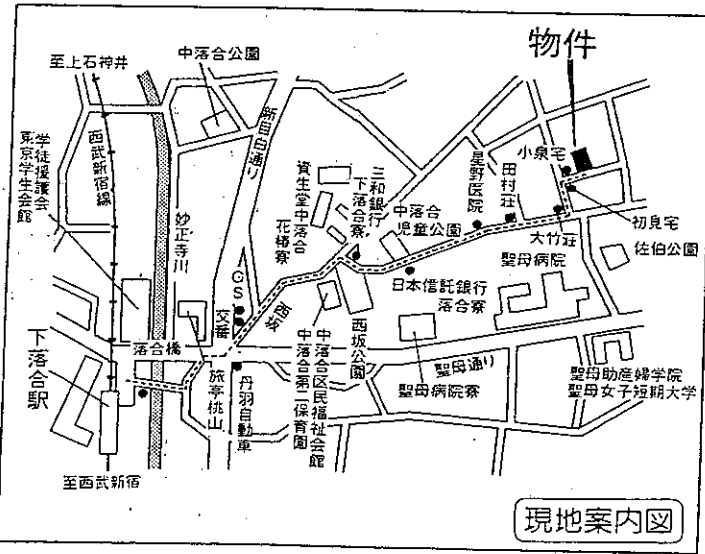 物件
至上石神井
中落合公園
西武新宿線
学徒援護会
東京学生会館
妙正寺川
新目白通り
資生堂中落合
花椿寮
三和銀行
下落合寮
中落合
児童公園
星野医院
田村荘
小泉宅
初見宅
大竹荘
佐伯公園
聖母病院
日本信託銀行
落合寮
GS
交番
西坂
西坂公園
落合橋
下落合駅
旅亭桃山
丹羽自動車
中落合区民福祉会館
中落合第二保育園
聖母病院寮
聖母通り
聖母助産婦学院
聖母女子短期大学
至西武新宿
現地案内図